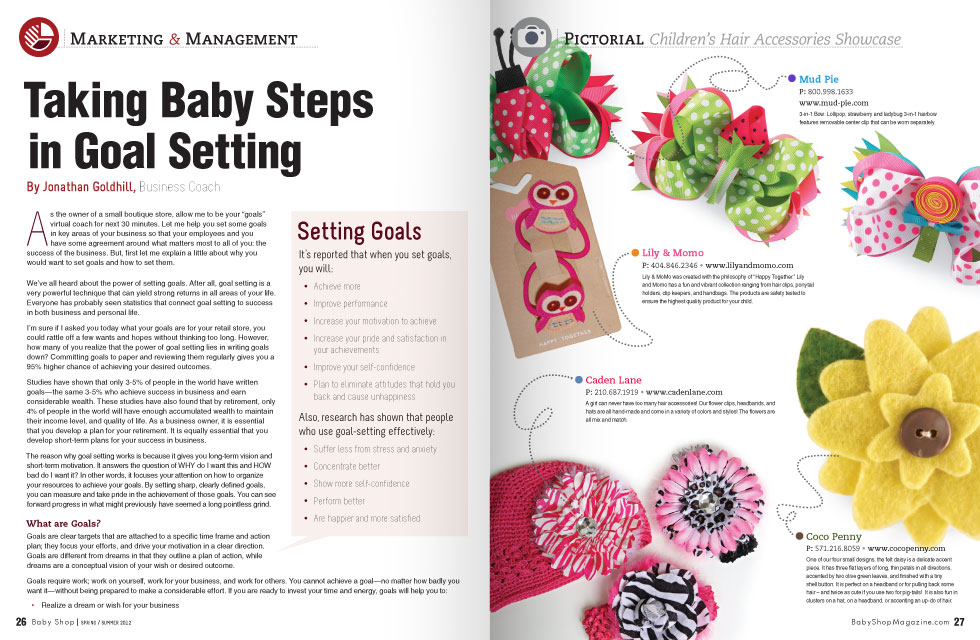 MARKETING & MANAGEMENT
Taking Baby Steps
in Goal Setting
By Jonathan Goldhill, Business Coach
As the owner of a small boutique store, allow me to be your “goals”
virtual coach for next 30 minutes. Let me help you set some goals
in key areas of your business so that your employees and you
have some agreement around what matters most to all of you: the
success of the business. But, first let me explain a little about why you
would want to set goals and how to set them.
We’ve all heard about the power of setting goals. After all, goal setting is a
very powerful technique that can yield strong returns in all areas of your life.
Everyone has probably seen statistics that connect goal setting to success
in both business and personal life.
I’m sure if I asked you today what your goals are for your retail store, you
could rattle off a few wants and hopes without thinking too long. However,
how many of you realize that the power of goal setting lies in writing goals
down? Committing goals to paper and reviewing them regularly gives you a
95% higher chance of achieving your desired outcomes.
Studies have shown that only 3-5% of people in the world have written
goals—the same 3-5% who achieve success in business and earn
considerable wealth. These studies have also found that by retirement, only
4% of people in the world will have enough accumulated wealth to maintain
their income level, and quality of life. As a business owner, it is essential
that you develop a plan for your retirement. It is equally essential that you
develop short-term plans for your success in business.
The reason why goal setting works is because it gives you long-term vision and
short-term motivation. It answers the question of WHY do I want this and HOW
bad do I want it? In other words, it focuses your attention on how to organize
your resources to achieve your goals. By setting sharp, clearly defined goals,
you can measure and take pride in the achievement of those goals. You can see
forward progress in what might previously have seemed a long pointless grind.
What are Goals?
Goals are clear targets that are attached to a specific time frame and action
plan; they focus your efforts, and drive your motivation in a clear direction.
Goals are different from dreams in that they outline a plan of action, while
dreams are a conceptual vision of your wish or desired outcome.
Goals require work; work on yourself, work for your business, and work for others. You cannot achieve a goal—no matter how badly you
want it—without being prepared to make a considerable effort. If you are ready to invest your time and energy, goals will help you to:
• Realize a dream or wish for your business
Setting Goals
It’s reported that when you set goals,
you will:
• Achieve more
• Improve performance
• Increase your motivation to achieve
• Increase your pride and satisfaction in
your achievements
• Improve your self-confidence
• Plan to eliminate attitudes that hold you
back and cause unhappiness
Also, research has shown that people
who use goal-setting effectively:
• Suffer less from stress and anxiety
• Concentrate better
• Show more self-confidence
• Perform better
• Are happier and more satisfied
26 Baby Shop | SPRING / SUMMER 2012
PICTORIAL Children’s Hair Accessories Showcase
Mud Pie
P: 800.998.1633
www.mud-pie.com
3-in-1 Bow. Lollipop, strawberry and ladybug 3-in-1 hairbow
features removable center clip that can be worn separately.
Lily & Momo
P: 404.846.2346 • www.lilyandmomo.com
Lily & MoMo was created with the philosophy of “Happy Together.” Lily
and Momo has a fun and vibrant collection ranging from hair clips, ponytail
holders, clip keepers, and handbags. The products are safety tested to
ensure the highest quality product for your child.
HAPPY TOGETHER
Caden Lane
P: 210.687.1919 • www.cadenlane.com
A girl can never have too many hair accessories! Our flower clips, headbands, and
hats are all hand-made and come in a variety of colors and styles! The flowers are
all mix and match.
Coco Penny
P: 571.216.8059 • www.cocopenny.com
One of our four small designs, the felt daisy is a delicate accent
piece. It has three flat layers of long, thin petals in all directions,
accented by two olive green leaves, and finished with a tiny
shell button. It is perfect on a headband or for pulling back some
hair – and twice as cute if you use two for pig-tails! It is also fun in
clusters on a hat, on a headband, or accenting an up-do of hair.
BabyShopMagazine.com 27